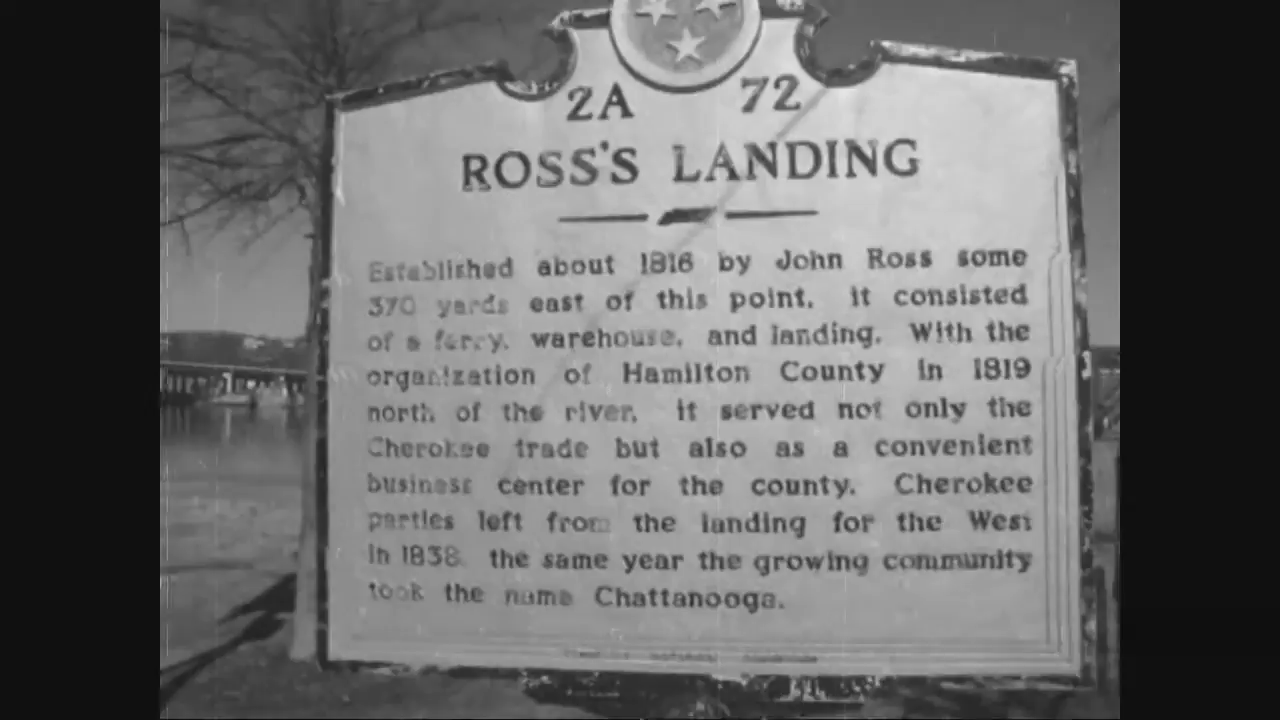 2A 72
ROSS'S LANDING
Established about 1816 by John Ross some
370 yards east of this point, it consisted
of a ferry, warehouse, and landing. With the
organization of Hamilton County in 1819
north of the river, it served not only the
Cherokee trade but also as a convenient
business center for the county. Cherokee
parties left from the landing for the West
in 1838, the same year the growing community
took the name Chattanooga.